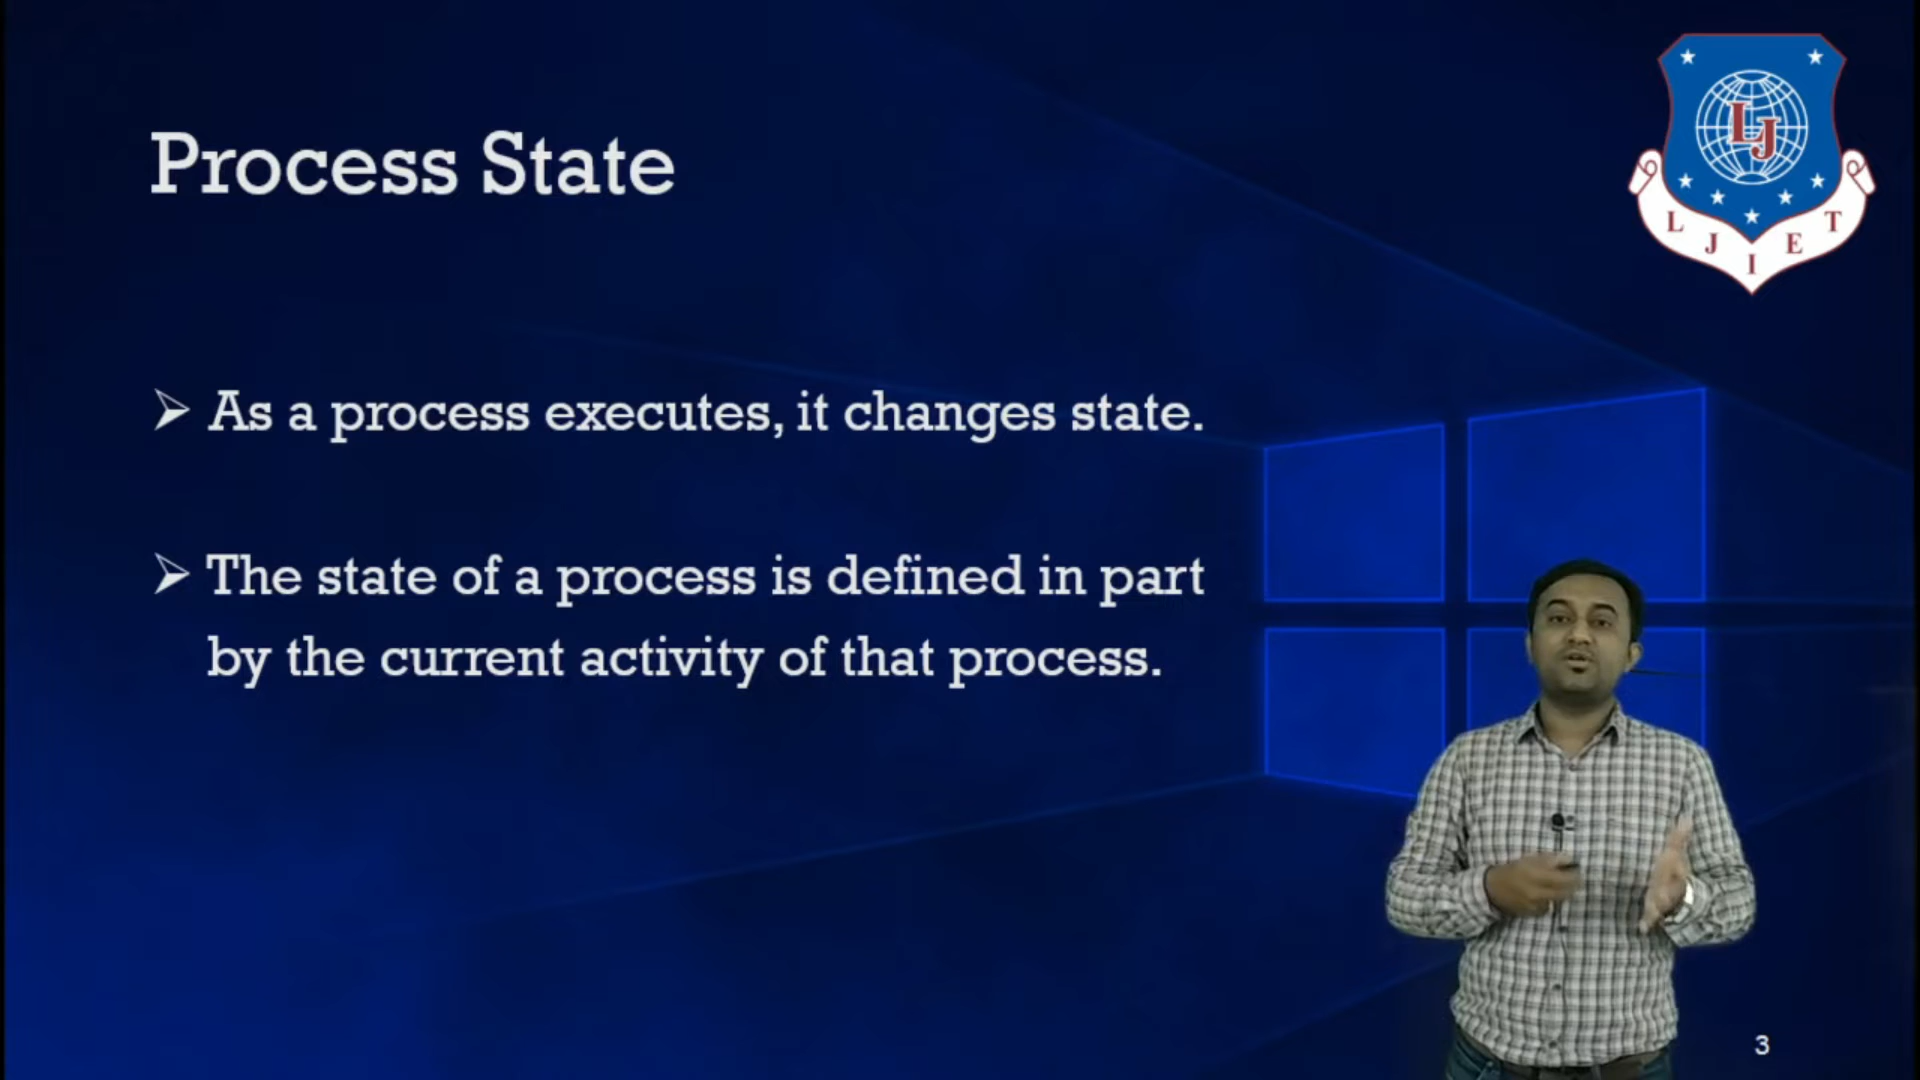 Process State
LJ
L J I E T
➢ As a process executes, it changes state.
➢ The state of a process is defined in part
by the current activity of that process.
3